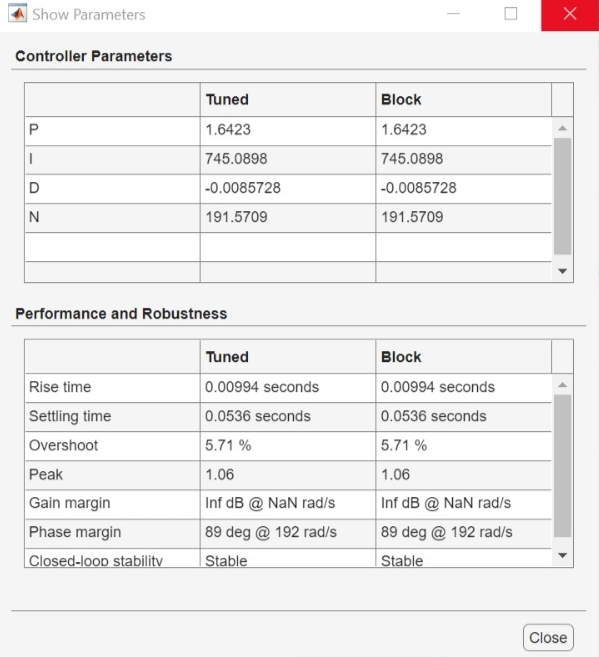 Show Parameters
Controller Parameters
Tuned Block
P 1.6423 1.6423
I 745.0898 745.0898
D -0.0085728 -0.0085728
N 191.5709 191.5709
Performance and Robustness
Tuned Block
Rise time 0.00994 seconds 0.00994 seconds
Settling time 0.0536 seconds 0.0536 seconds
Overshoot 5.71 % 5.71 %
Peak 1.06 1.06
Gain margin Inf dB @ NaN rad/s Inf dB @ NaN rad/s
Phase margin 89 deg @ 192 rad/s 89 deg @ 192 rad/s
Closed-loop stability Stable Stable
Close